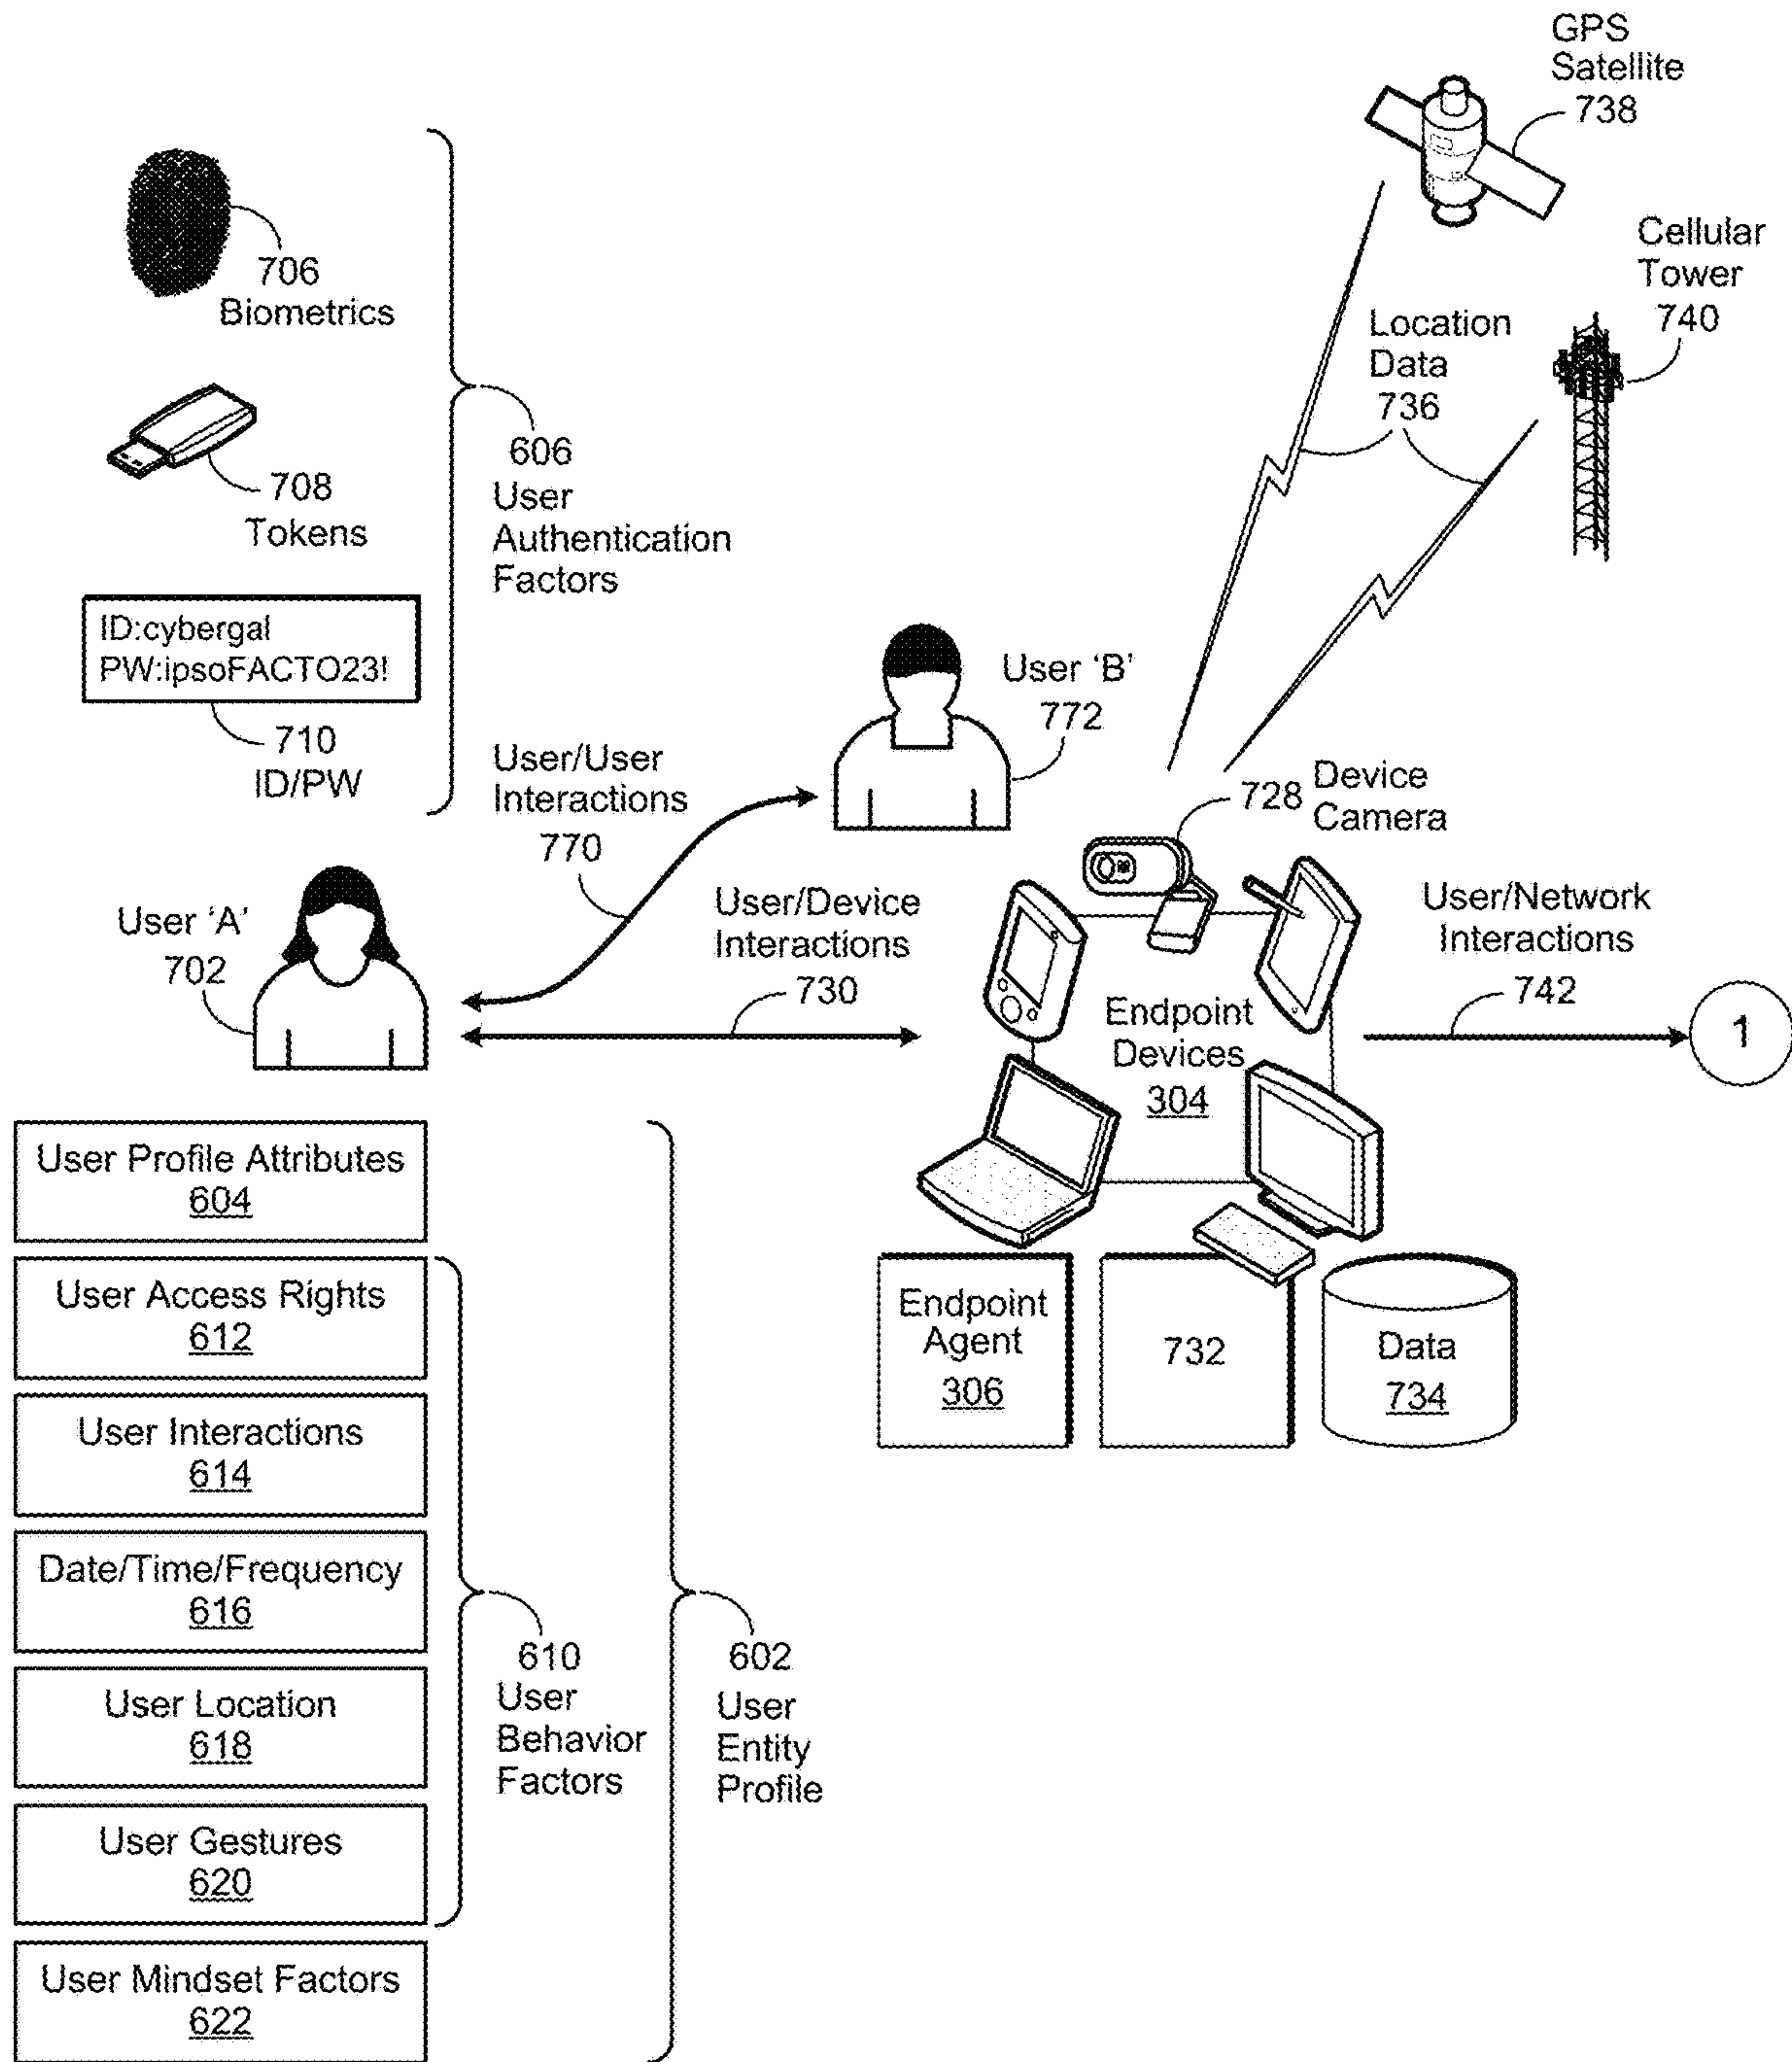 GPS
Satellite
738
Cellular
Tower
740
Location
Data
736
706
Biometrics
708
Tokens
606
User
Authentication
Factors
ID:cybergal
PW:ipsoFACTO23!
710
ID/PW
User/User
Interactions
770
User 'B'
772
728
Device
Camera
User 'A'
702
User/Device
Interactions
730
User/Network
Interactions
742
1
Endpoint
Devices
304
User Profile Attributes
604
User Access Rights
612
User Interactions
614
Date/Time/Frequency
616
User Location
618
User Gestures
620
User Mindset Factors
622
610
User
Behavior
Factors
602
User
Entity
Profile
Endpoint
Agent
306
732
Data
734